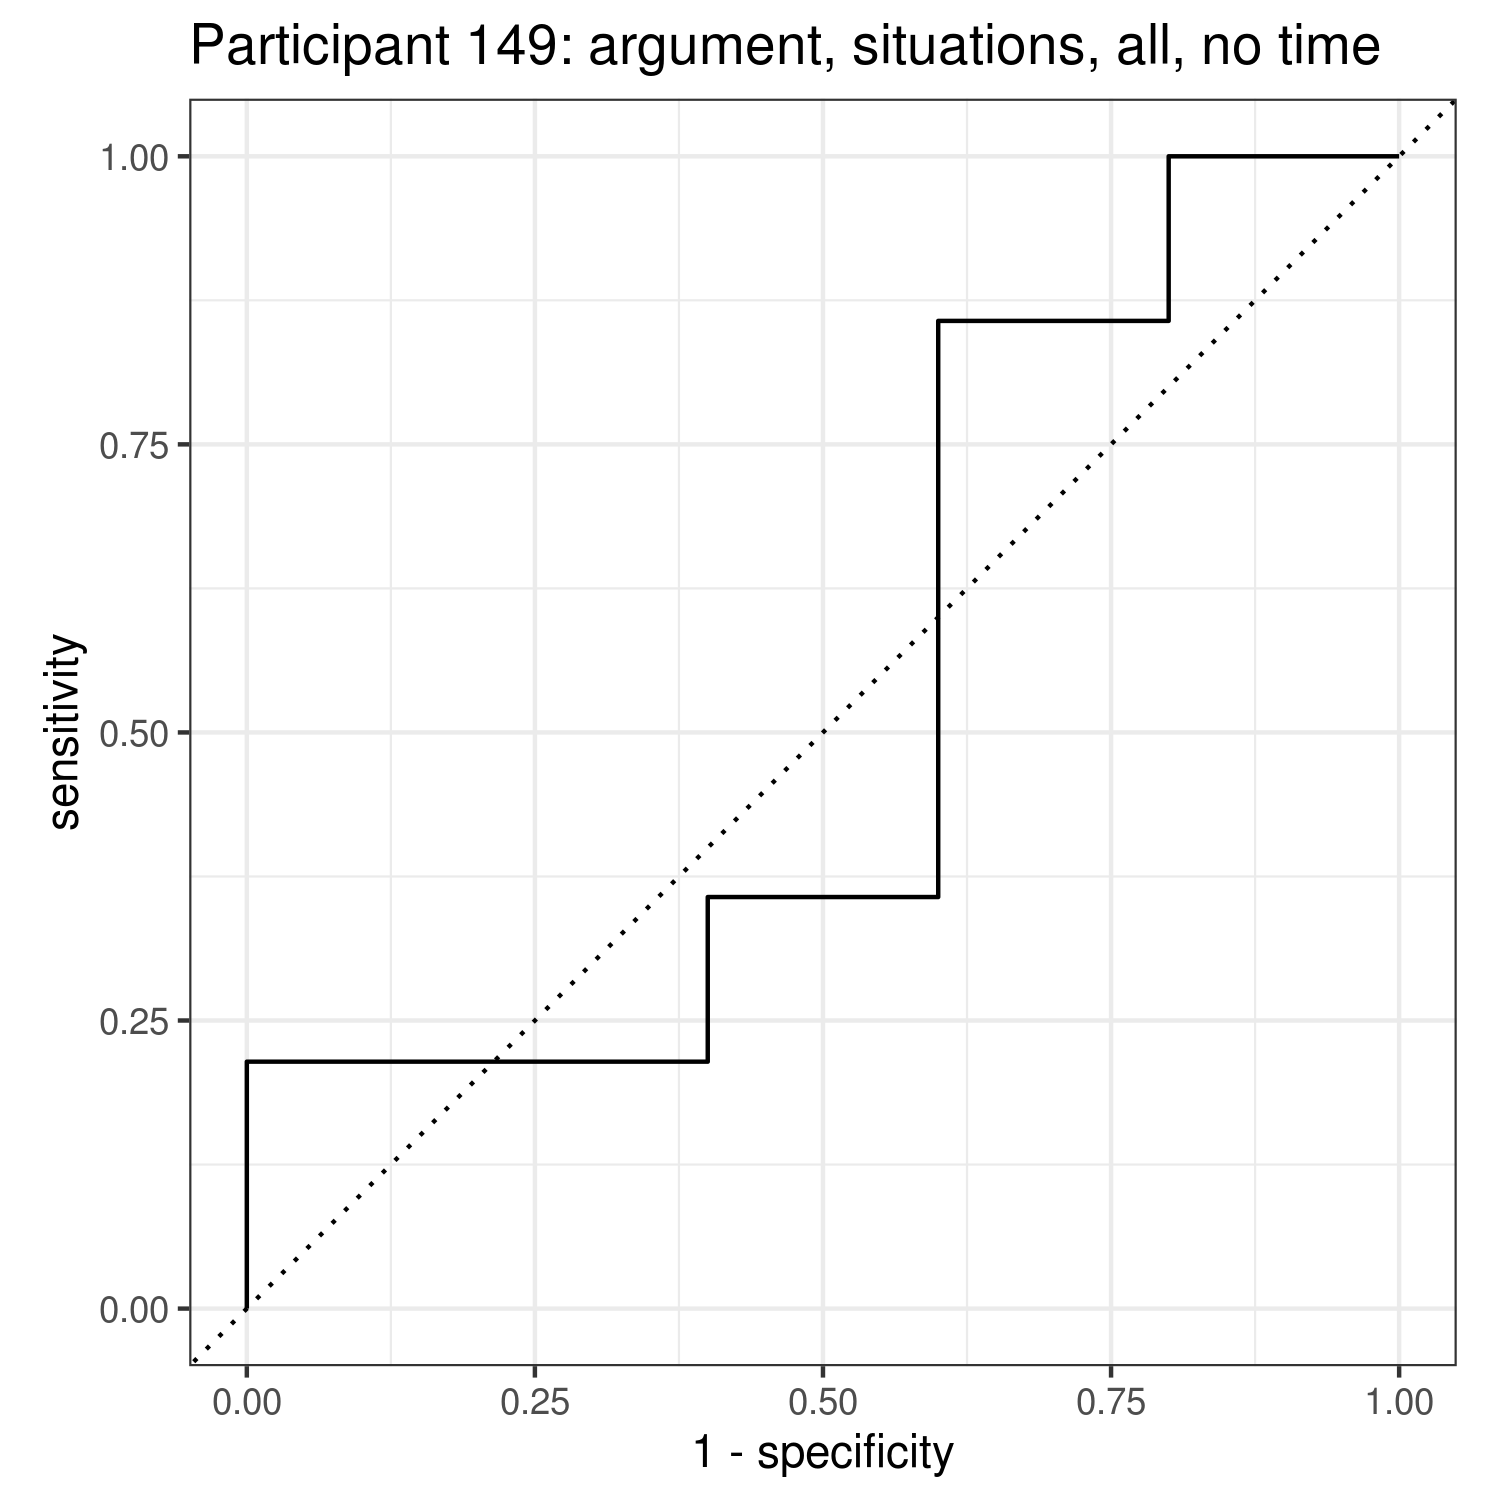 Participant 149: argument, situations, all, no time
1.00
0.75
0.50
0.25
0.00
sensitivity
0.00 0.25 0.50 0.75 1.00
1 - specificity